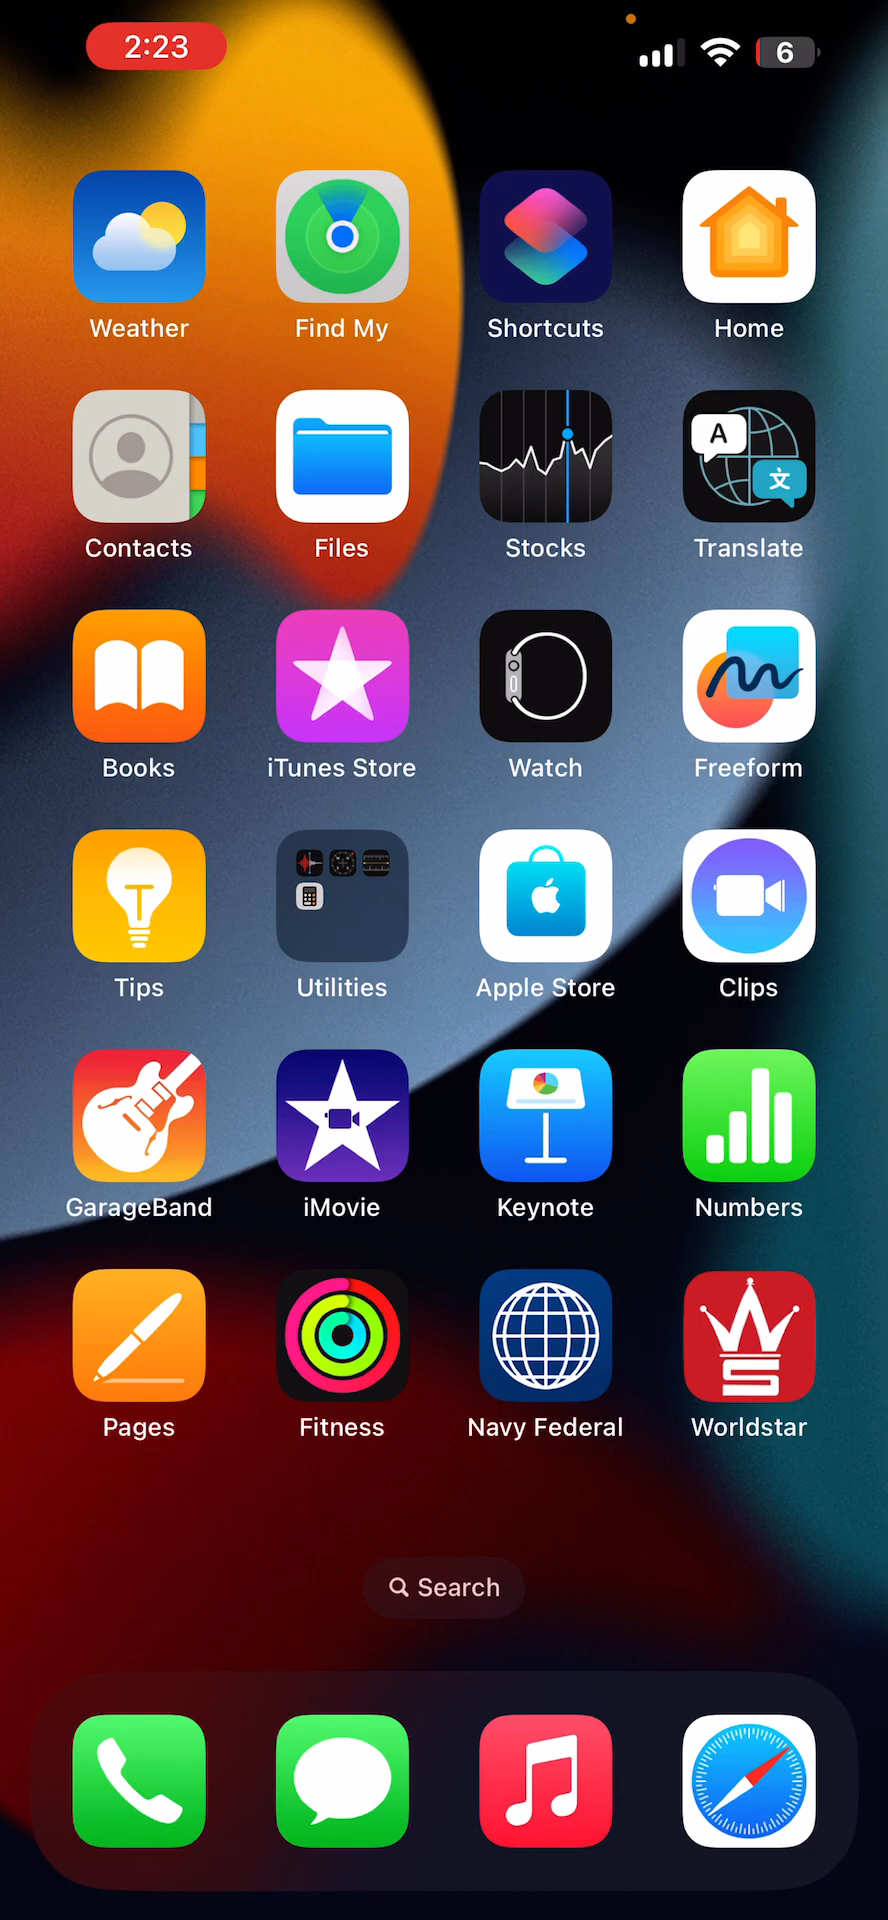 2:23
6
Weather
Find My
Shortcuts
Home
A
文
Contacts
Files
Stocks
Translate
Books
iTunes Store
Watch
Freeform
Tips
Utilities
Apple Store
Clips
GarageBand
iMovie
Keynote
Numbers
W
S
Pages
Fitness
Navy Federal
Worldstar
Search